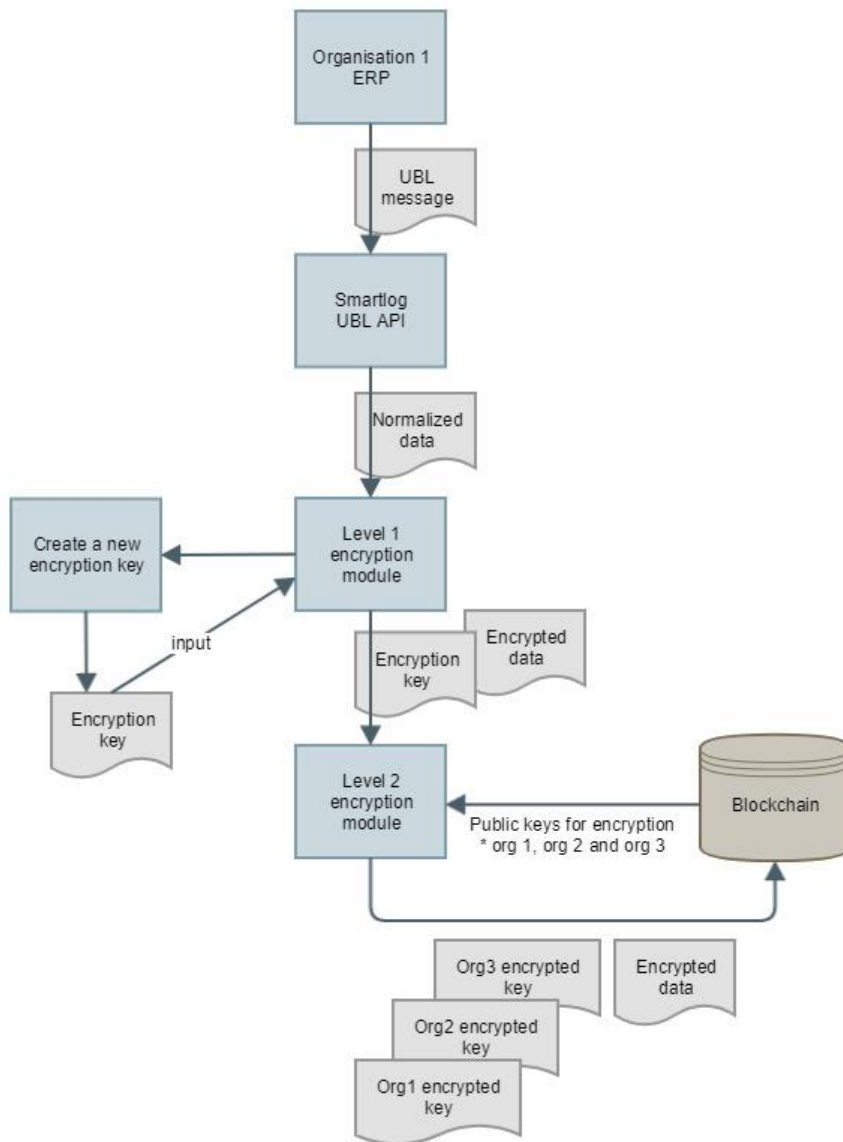 Organisation 1
ERP
UBL
message
Smartlog
UBL API
Normalized
data
Create a new
encryption key
Level 1
encryption
module
input
Encryption
key
Encrypted
data
Encryption
key
Level 2
encryption
module
Public keys for encryption
* org 1, org 2 and org 3
Blockchain
Org3 encrypted
key
Encrypted
data
Org2 encrypted
key
Org1 encrypted
key